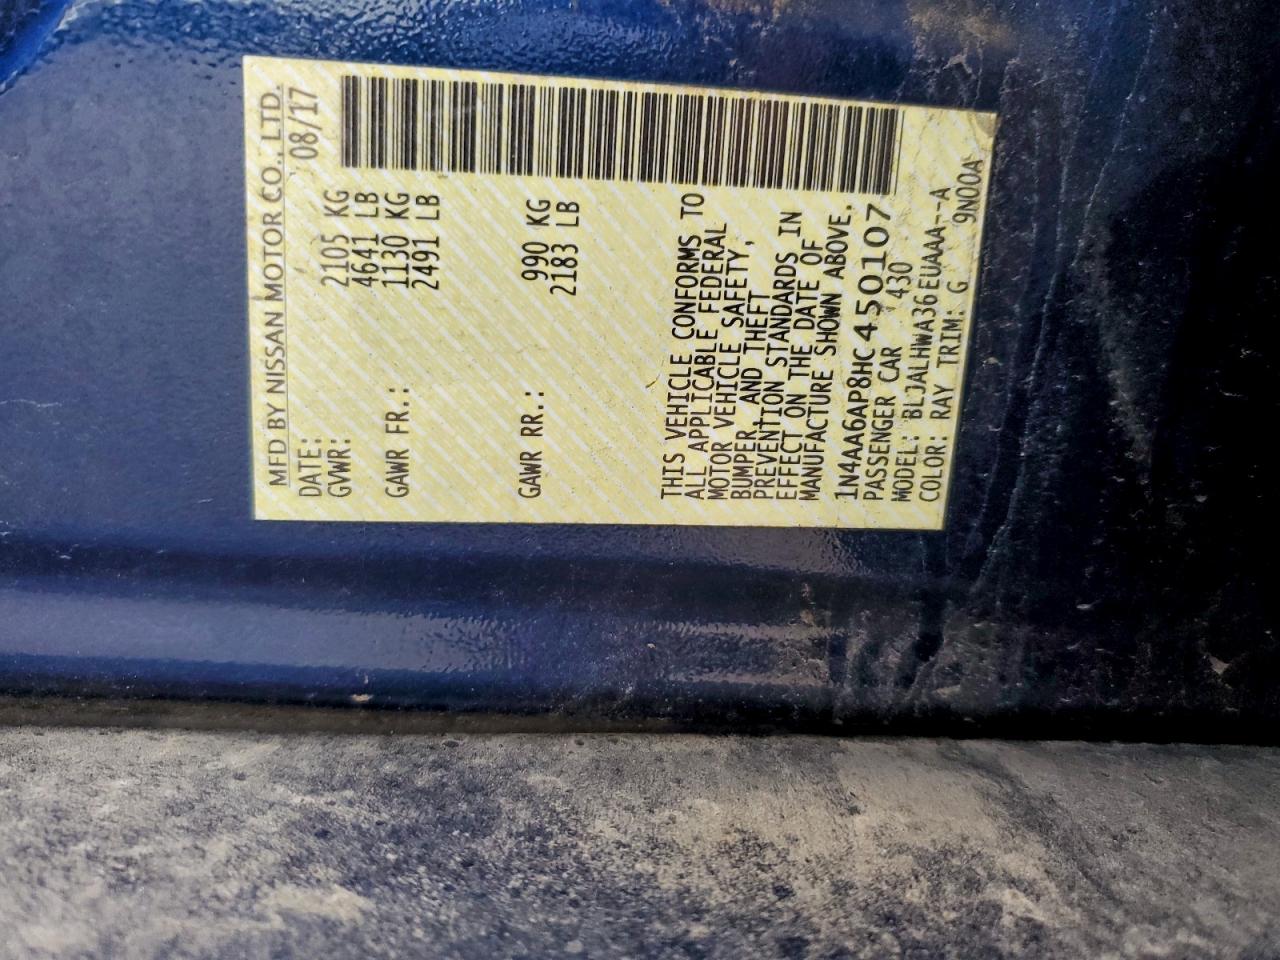 MFD BY NISSAN MOTOR CO., LTD.
DATE: 08/17
GVWR: 2105 KG
4641 LB
GAWR FR.: 1130 KG
2491 LB
GAWR RR.: 990 KG
2183 LB
THIS VEHICLE CONFORMS TO
ALL APPLICABLE FEDERAL
MOTOR VEHICLE SAFETY,
BUMPER, AND THEFT
PREVENTION STANDARDS IN
EFFECT ON THE DATE OF
MANUFACTURE SHOWN ABOVE.
1N4AA6AP8HC450107
PASSENGER CAR 430
MODEL: BLJALHWA36EUAAA--A
COLOR: RAY TRIM: G 9N00A